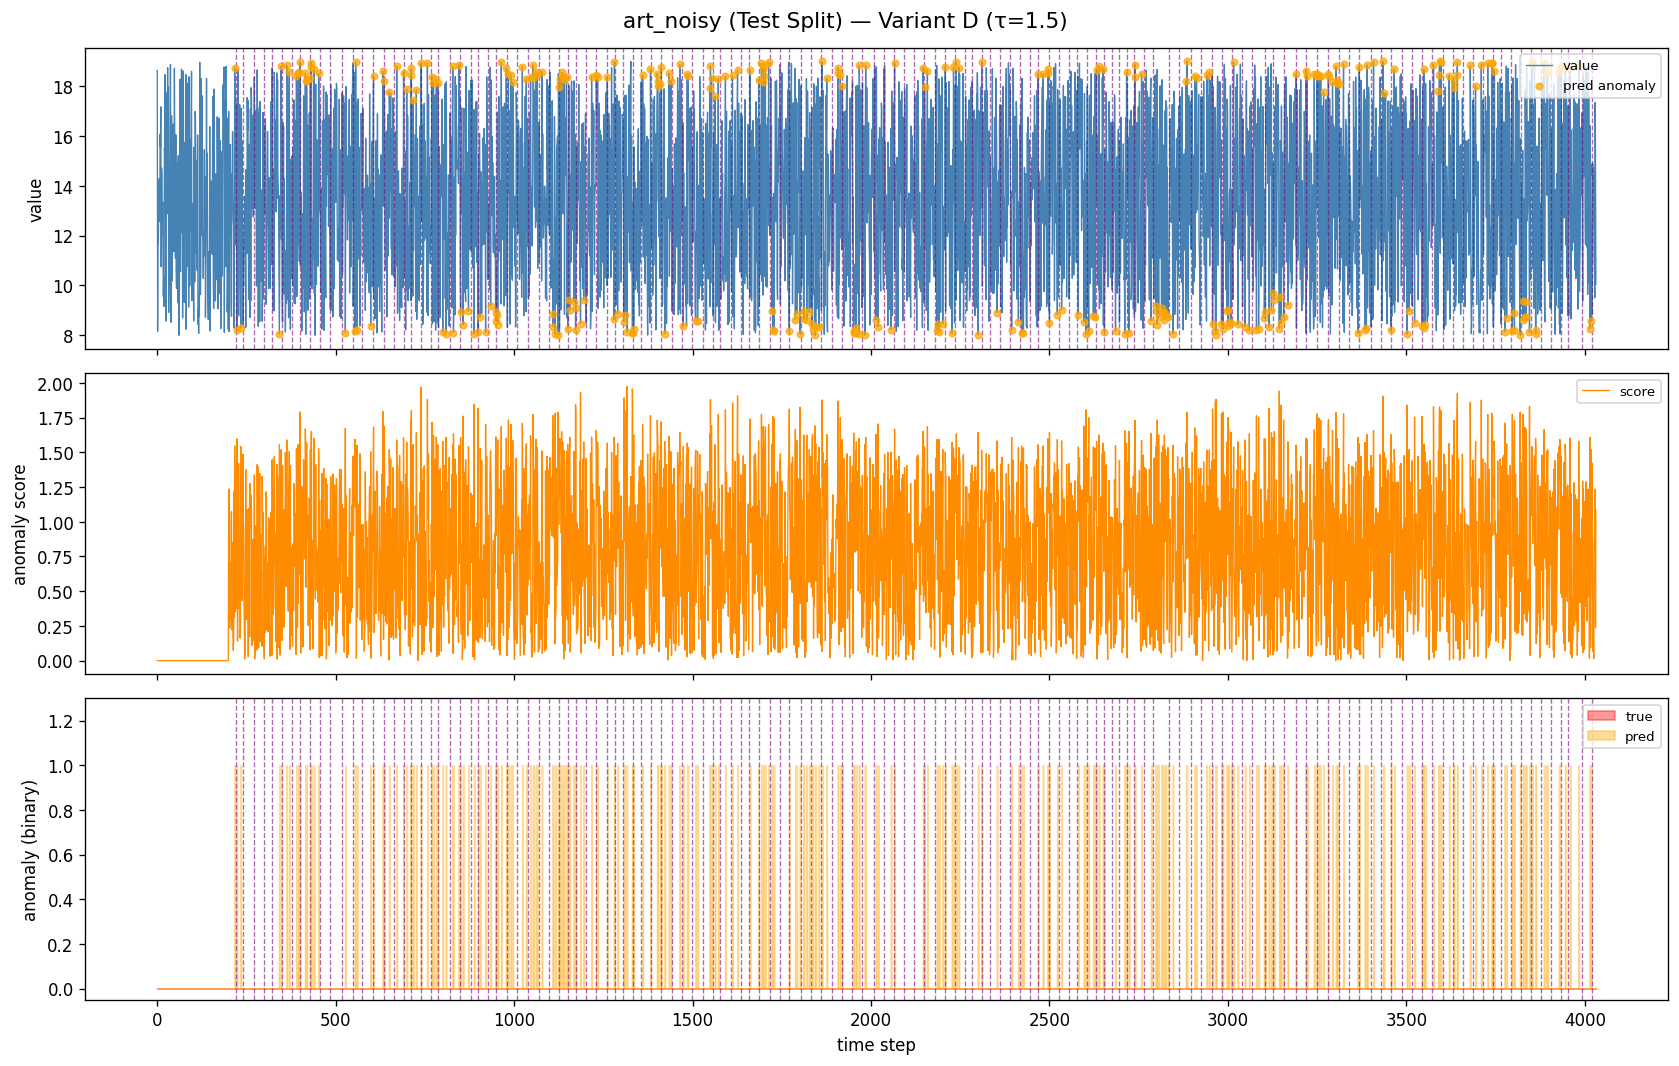 art_noisy (Test Split) — Variant D (τ=1.5)
value
18
16
14
12
10
8
value
pred anomaly
anomaly score
2.00
1.75
1.50
1.25
1.00
0.75
0.50
0.25
0.00
score
anomaly (binary)
1.2
1.0
0.8
0.6
0.4
0.2
0.0
true
pred
0 500 1000 1500 2000 2500 3000 3500 4000
time step